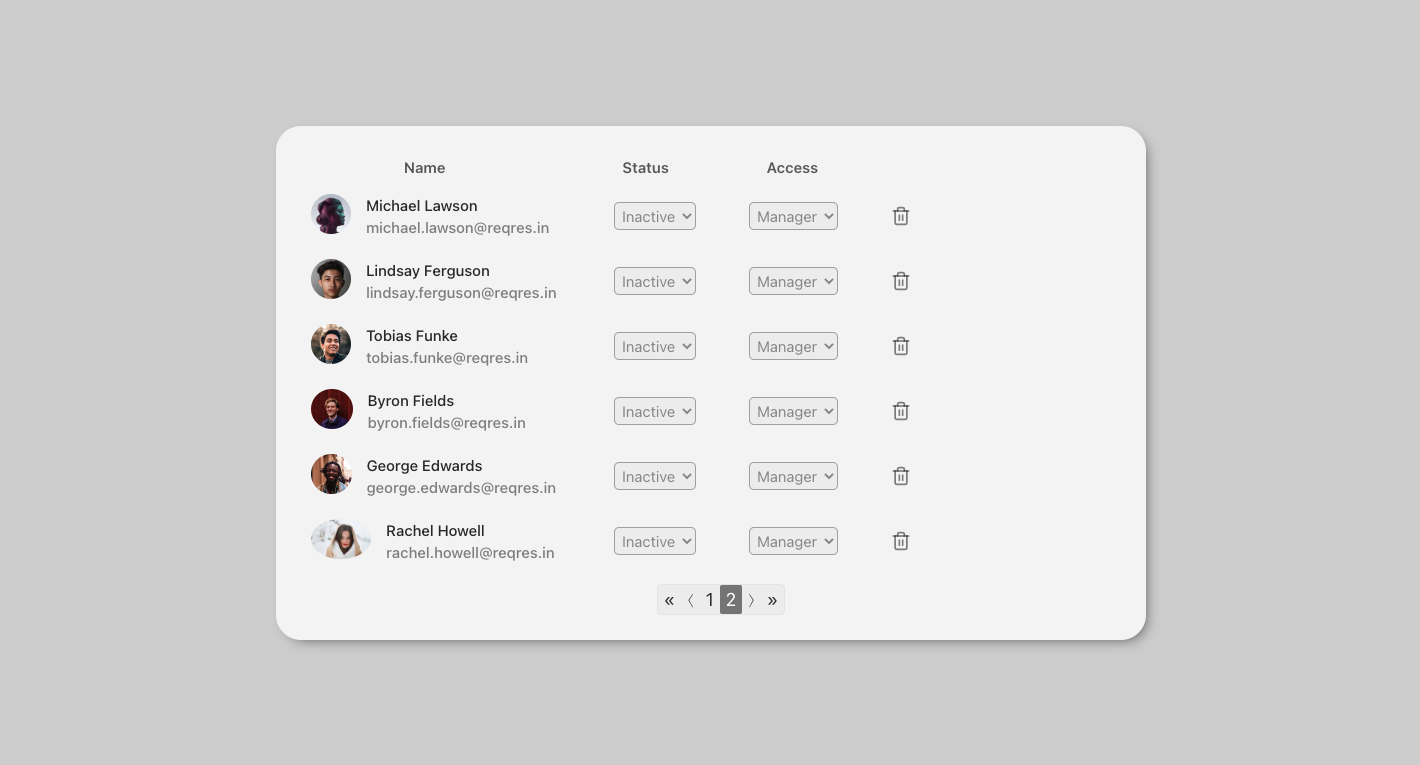 Name Status Access
Michael Lawson
michael.lawson@reqres.in
Inactive Manager
Lindsay Ferguson
lindsay.ferguson@reqres.in
Inactive Manager
Tobias Funke
tobias.funke@reqres.in
Inactive Manager
Byron Fields
byron.fields@reqres.in
Inactive Manager
George Edwards
george.edwards@reqres.in
Inactive Manager
Rachel Howell
rachel.howell@reqres.in
Inactive Manager
« 〈 1 2 〉 »